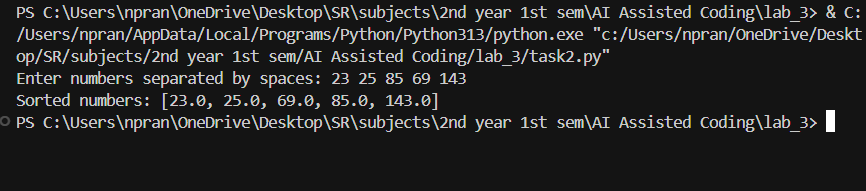 PS C:\Users\npran\OneDrive\Desktop\SR\subjects\2nd year 1st sem\AI Assisted Coding\lab_3> & C:
/Users/npran/AppData/Local/Programs/Python/Python313/python.exe "c:/Users/npran/OneDrive/Deskt
op/SR/subjects/2nd year 1st sem/AI Assisted Coding/lab_3/task2.py"
Enter numbers separated by spaces: 23 25 85 69 143
Sorted numbers: [23.0, 25.0, 69.0, 85.0, 143.0]
PS C:\Users\npran\OneDrive\Desktop\SR\subjects\2nd year 1st sem\AI Assisted Coding\lab_3>